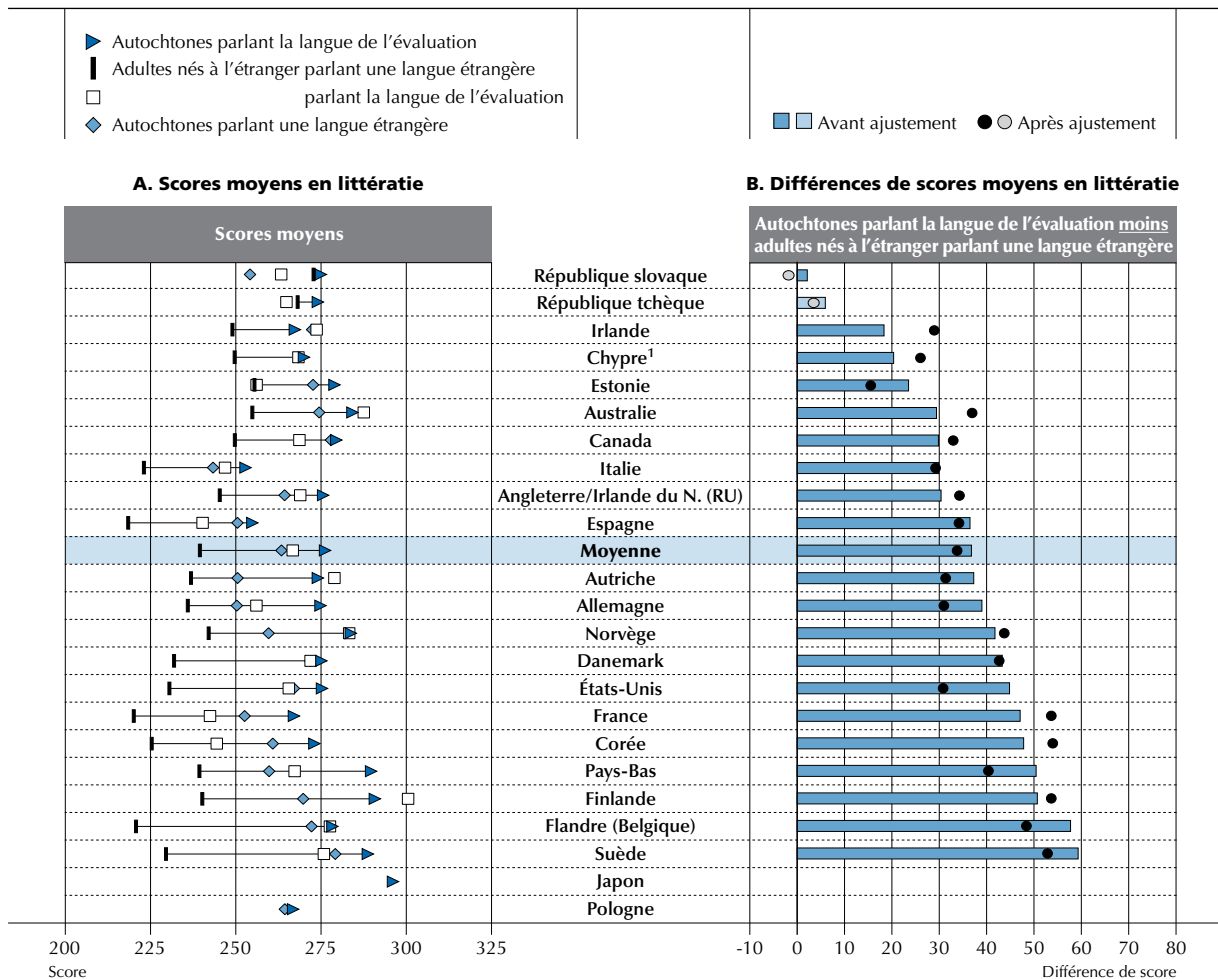 Autochtones parlant la langue de l'évaluation
Adultes nés à l'étranger parlant une langue étrangère
parlant la langue de l'évaluation
Autochtones parlant une langue étrangère
Avant ajustement
Après ajustement
A. Scores moyens en littératie
B. Différences de scores moyens en littératie
Scores moyens
Autochtones parlant la langue de l'évaluation moins
adultes nés à l'étranger parlant une langue étrangère
République slovaque
République tchèque
Irlande
Chypre1
Estonie
Australie
Canada
Italie
Angleterre/Irlande du N. (RU)
Espagne
Moyenne
Autriche
Allemagne
Norvège
Danemark
États-Unis
France
Corée
Pays-Bas
Finlande
Flandre (Belgique)
Suède
Japon
Pologne
200 225 250 275 300 325
Score
-10 0 10 20 30 40 50 60 70 80
Différence de score